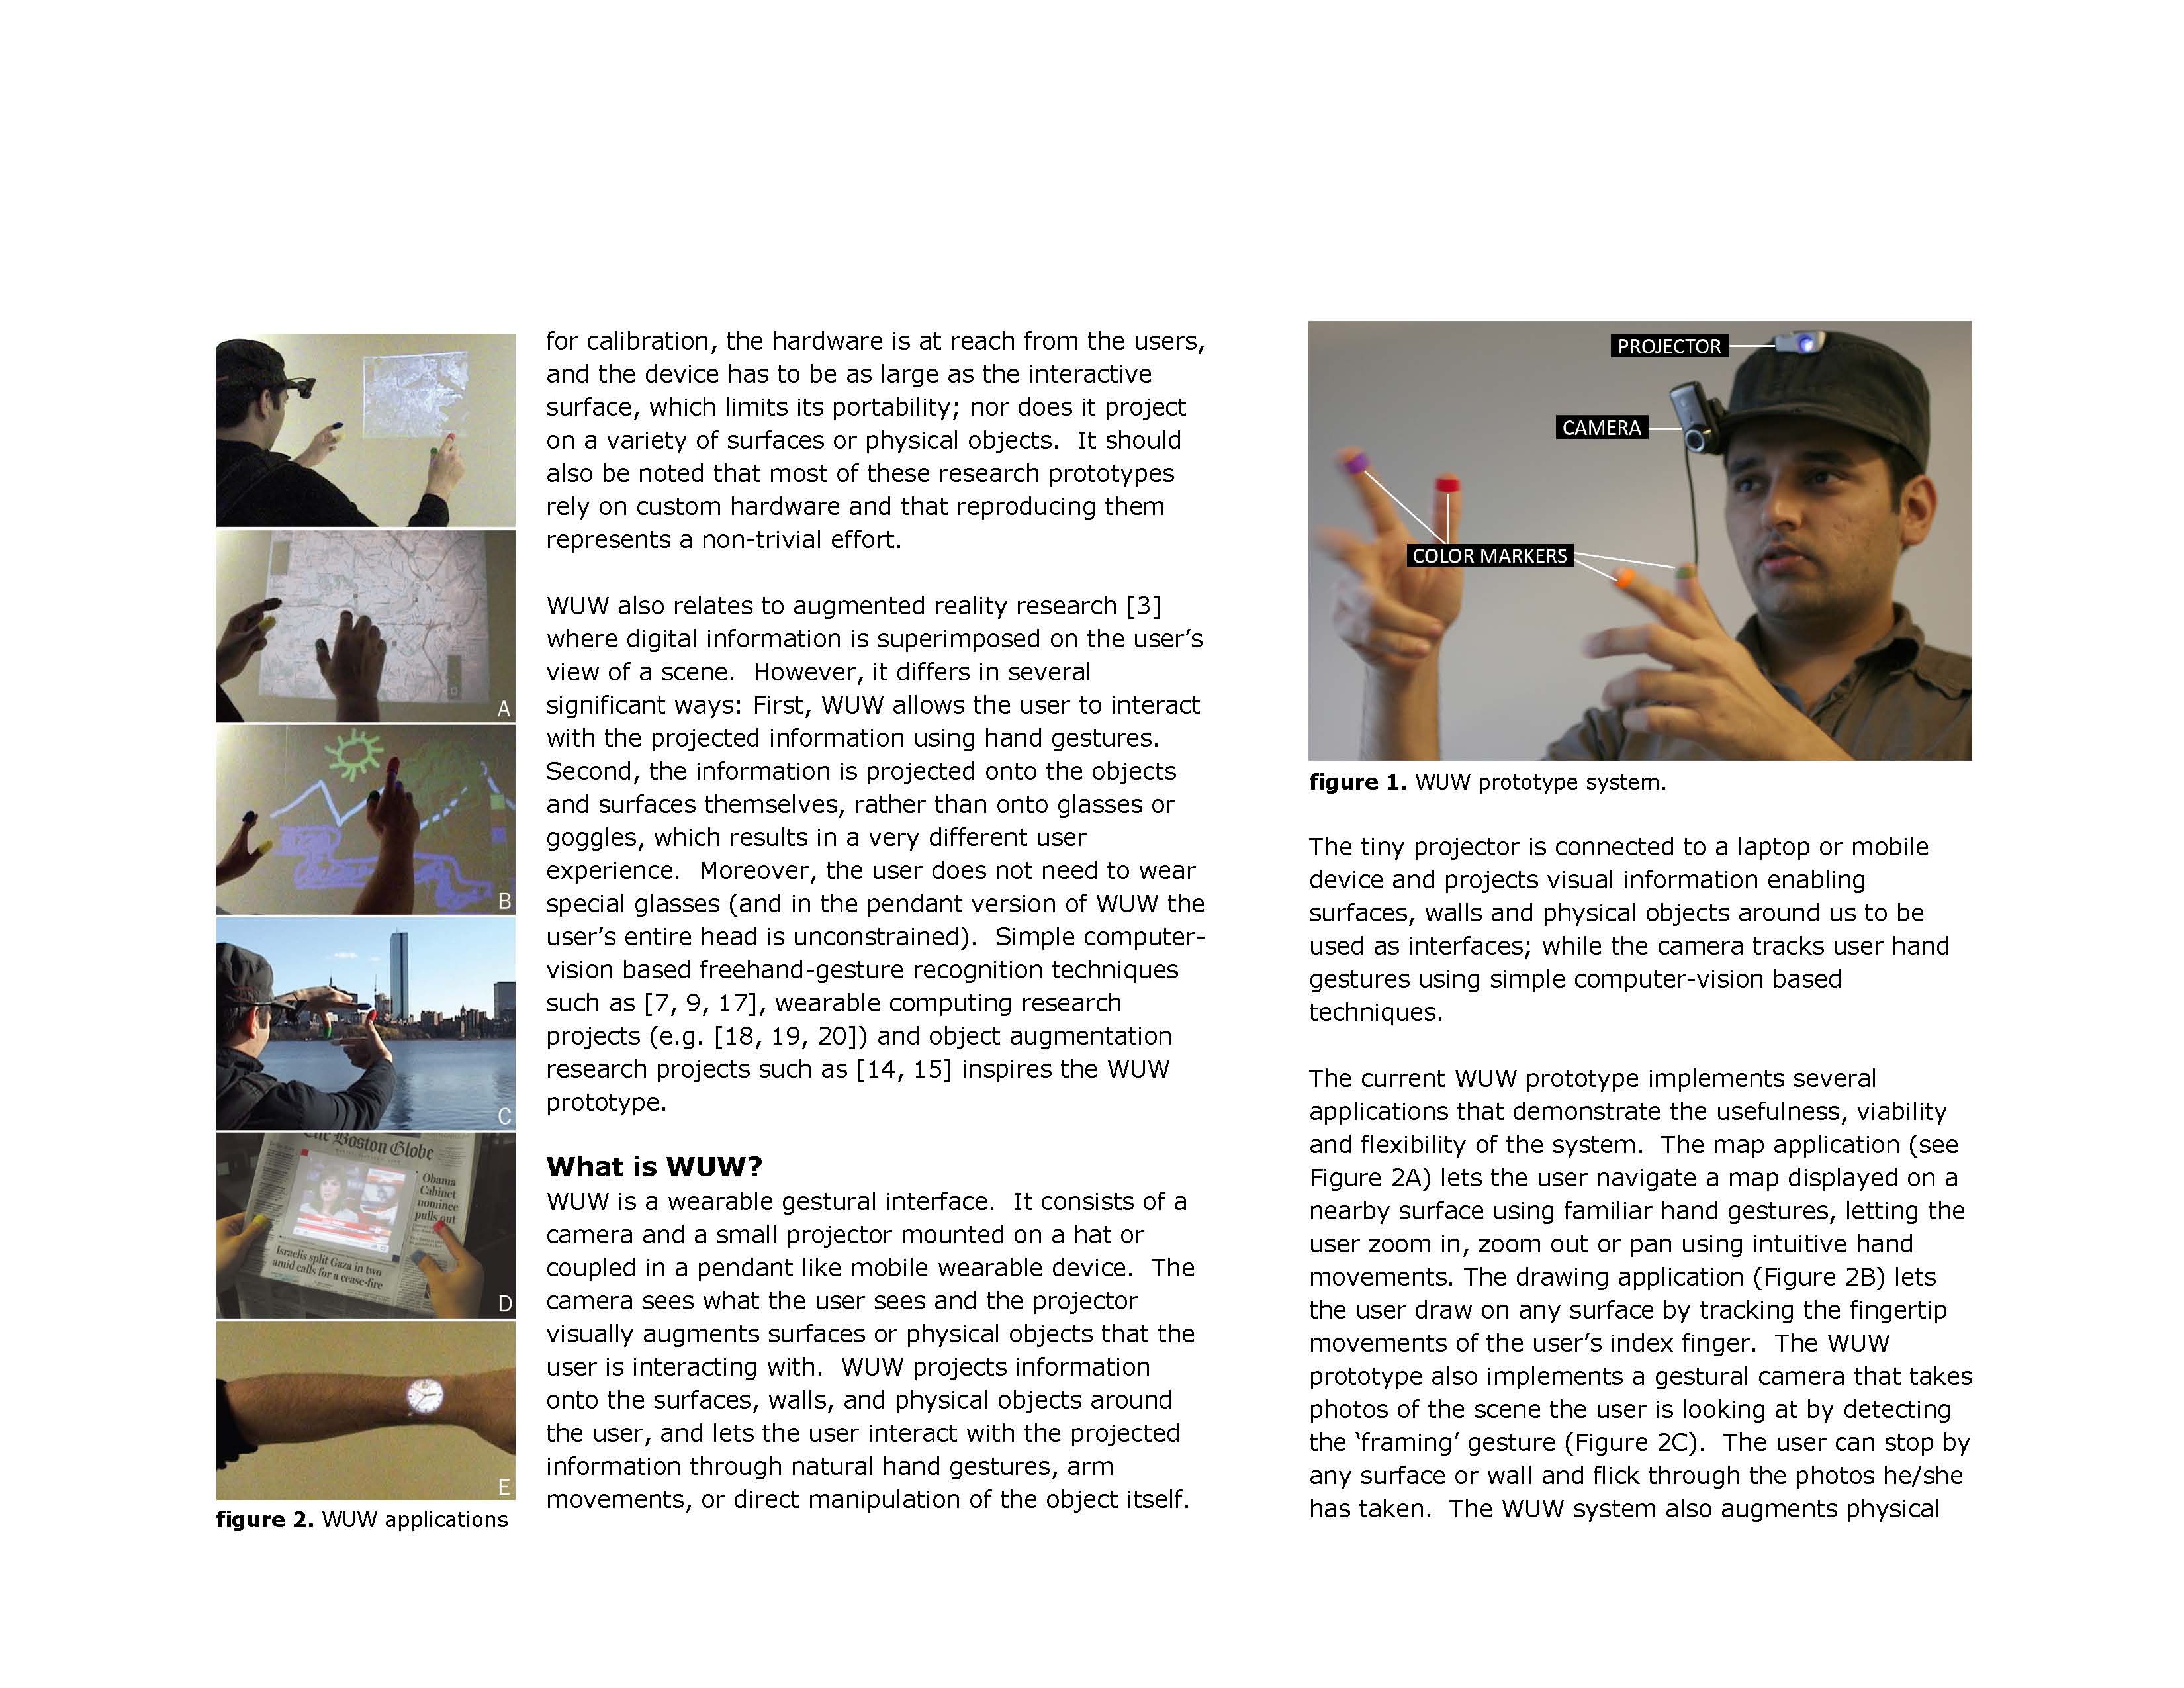 A
B
C
The Boston Globe
Obama
Cabinet
nominee
pulls out
Israelis split Gaza in two
amid calls for a cease-fire
D
E
figure 2. WUW applications
for calibration, the hardware is at reach from the users,
and the device has to be as large as the interactive
surface, which limits its portability; nor does it project
on a variety of surfaces or physical objects.  It should
also be noted that most of these research prototypes
rely on custom hardware and that reproducing them
represents a non-trivial effort.
WUW also relates to augmented reality research [3]
where digital information is superimposed on the user’s
view of a scene.  However, it differs in several
significant ways: First, WUW allows the user to interact
with the projected information using hand gestures.
Second, the information is projected onto the objects
and surfaces themselves, rather than onto glasses or
goggles, which results in a very different user
experience.  Moreover, the user does not need to wear
special glasses (and in the pendant version of WUW the
user’s entire head is unconstrained).  Simple computer-
vision based freehand-gesture recognition techniques
such as [7, 9, 17], wearable computing research
projects (e.g. [18, 19, 20]) and object augmentation
research projects such as [14, 15] inspires the WUW
prototype.
What is WUW?
WUW is a wearable gestural interface.  It consists of a
camera and a small projector mounted on a hat or
coupled in a pendant like mobile wearable device.  The
camera sees what the user sees and the projector
visually augments surfaces or physical objects that the
user is interacting with.  WUW projects information
onto the surfaces, walls, and physical objects around
the user, and lets the user interact with the projected
information through natural hand gestures, arm
movements, or direct manipulation of the object itself.
PROJECTOR
CAMERA
COLOR MARKERS
figure 1. WUW prototype system.
The tiny projector is connected to a laptop or mobile
device and projects visual information enabling
surfaces, walls and physical objects around us to be
used as interfaces; while the camera tracks user hand
gestures using simple computer-vision based
techniques.
The current WUW prototype implements several
applications that demonstrate the usefulness, viability
and flexibility of the system.  The map application (see
Figure 2A) lets the user navigate a map displayed on a
nearby surface using familiar hand gestures, letting the
user zoom in, zoom out or pan using intuitive hand
movements. The drawing application (Figure 2B) lets
the user draw on any surface by tracking the fingertip
movements of the user’s index finger.  The WUW
prototype also implements a gestural camera that takes
photos of the scene the user is looking at by detecting
the ‘framing’ gesture (Figure 2C).  The user can stop by
any surface or wall and flick through the photos he/she
has taken.  The WUW system also augments physical